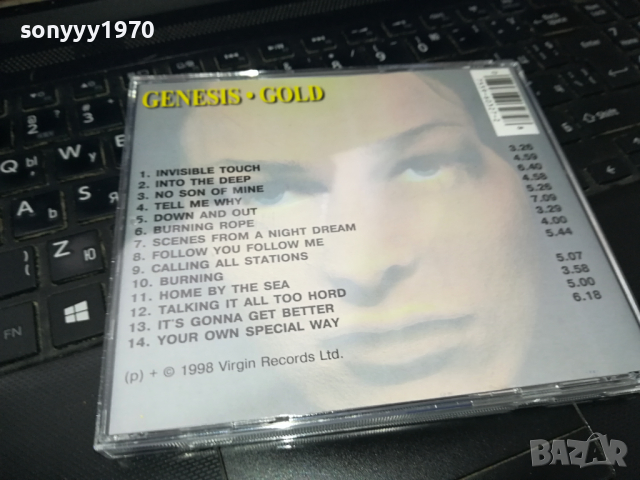 sonyyy1970
GENESIS • GOLD
1. INVISIBLE TOUCH 3.26
2. INTO THE DEEP 4.59
3. NO SON OF MINE 6.40
4. TELL ME WHY 4.58
5. DOWN AND OUT 5.26
6. BURNING ROPE 7.09
7. SCENES FROM A NIGHT DREAM 3.29
8. FOLLOW YOU FOLLOW ME 4.00
9. CALLING ALL STATIONS 5.44
10. BURNING
11. HOME BY THE SEA 5.07
12. TALKING IT ALL TOO HORD 3.58
13. IT'S GONNA GET BETTER 5.00
14. YOUR OWN SPECIAL WAY 6.18
(p) + © 1998 Virgin Records Ltd.
Z Ю
FN
BAZAR